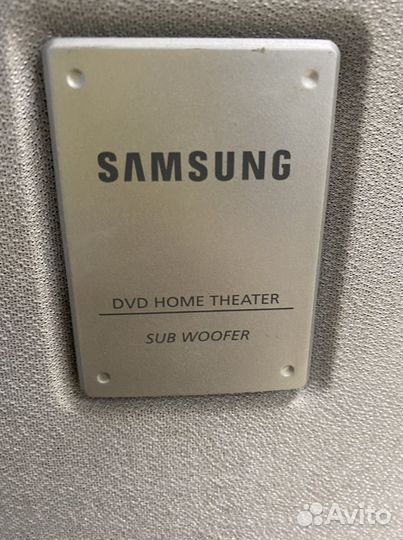 SAMSUNG
DVD HOME THEATER
SUB WOOFER
Avito